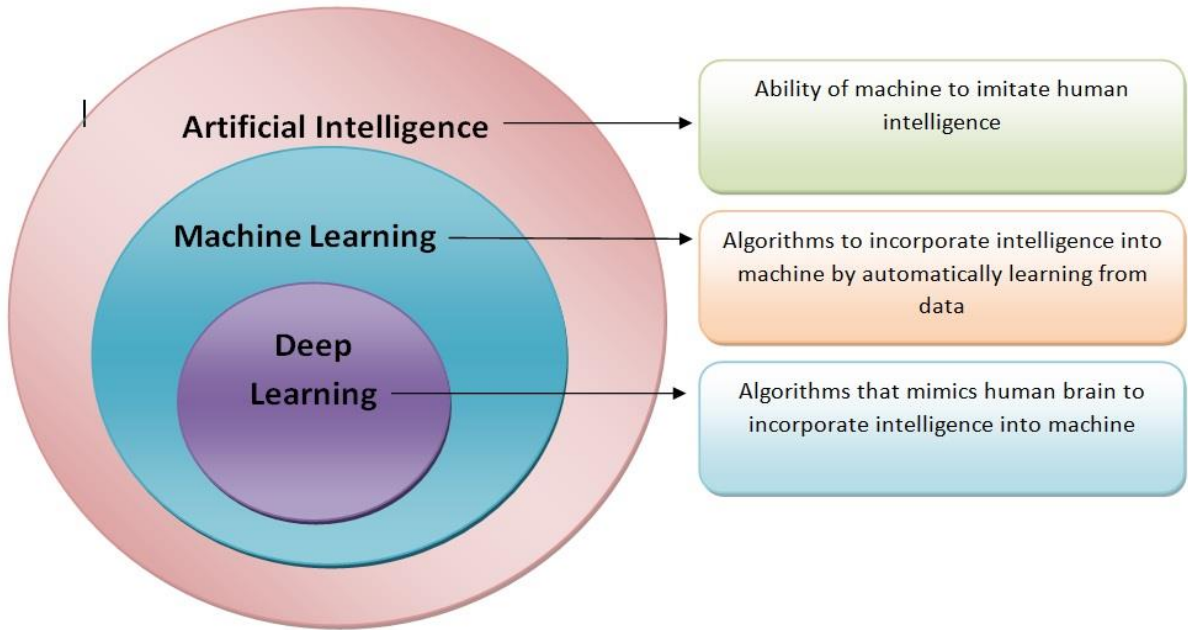 Artificial Intelligence
Ability of machine to imitate human
intelligence
Machine Learning
Algorithms to incorporate intelligence into
machine by automatically learning from
data
Deep
Learning
Algorithms that mimics human brain to
incorporate intelligence into machine